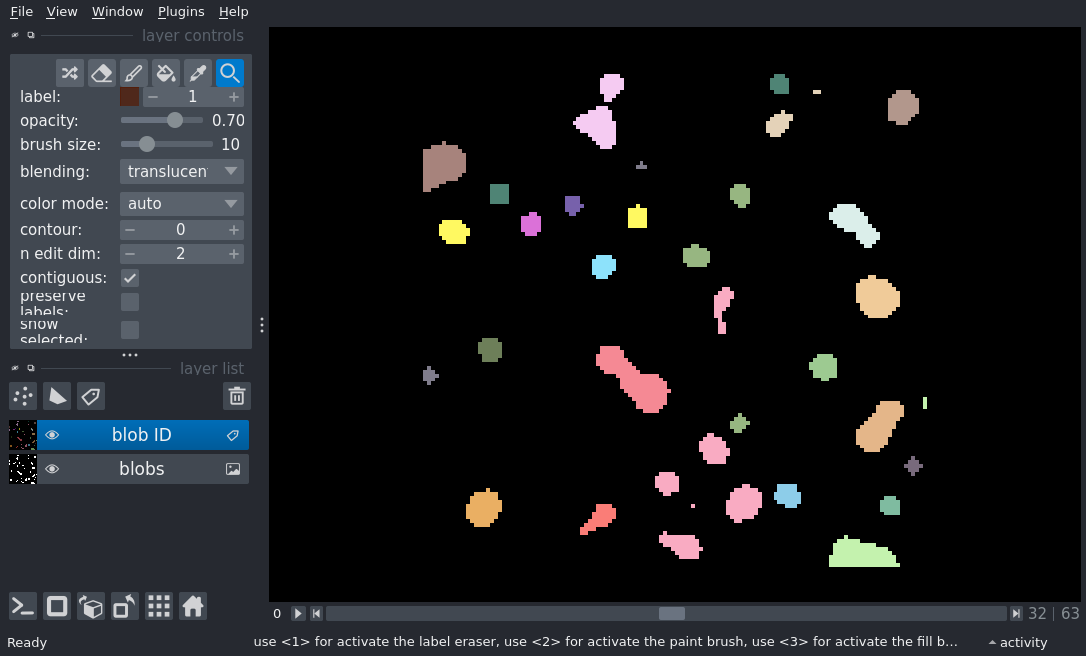 File View Window Plugins Help
layer controls
label: 1
opacity: 0.70
brush size: 10
blending: translucen
color mode: auto
contour: 0
n edit dim: 2
contiguous:
preserve
labels:
show
selected:
layer list
blob ID
blobs
0 32 | 63
Ready use <1> for activate the label eraser, use <2> for activate the paint brush, use <3> for activate the fill b... activity